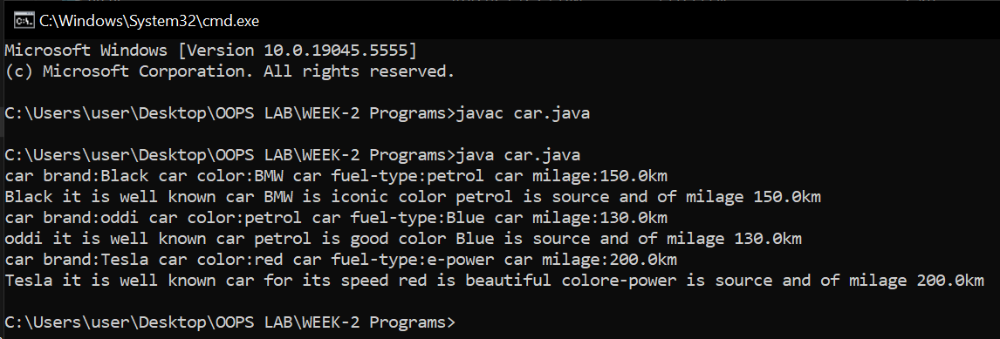 C:\Windows\System32\cmd.exe
Microsoft Windows [Version 10.0.19045.5555]
(c) Microsoft Corporation. All rights reserved.
C:\Users\user\Desktop\OOPS LAB\WEEK-2 Programs>javac car.java
C:\Users\user\Desktop\OOPS LAB\WEEK-2 Programs>java car.java
car brand:Black car color:BMW car fuel-type:petrol car milage:150.0km
Black it is well known car BMW is iconic color petrol is source and of milage 150.0km
car brand:oddi car color:petrol car fuel-type:Blue car milage:130.0km
oddi it is well known car petrol is good color Blue is source and of milage 130.0km
car brand:Tesla car color:red car fuel-type:e-power car milage:200.0km
Tesla it is well known car for its speed red is beautiful colore-power is source and of milage 200.0km
C:\Users\user\Desktop\OOPS LAB\WEEK-2 Programs>